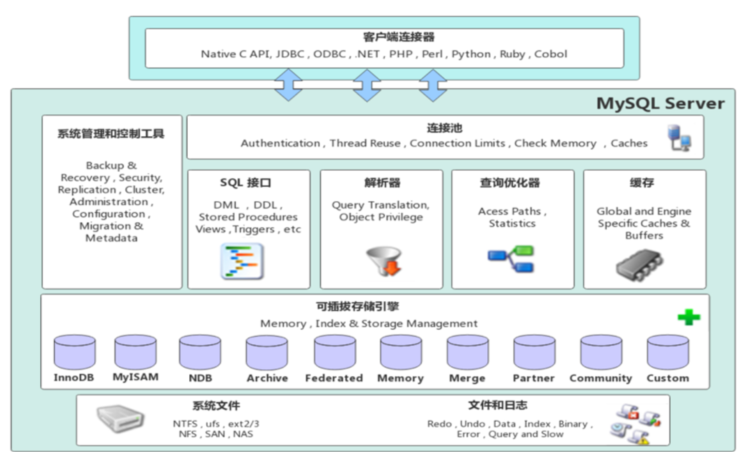 客户端连接器
Native C API, JDBC , ODBC , .NET , PHP , Perl , Python , Ruby , Cobol
MySQL Server
系统管理和控制工具
Backup &
Recovery , Security,
Replication , Cluster,
Administration ,
Configuration ,
Migration &
Metadata
连接池
Authentication , Thread Reuse , Connection Limits , Check Memory , Caches
SQL 接口
DML , DDL ,
Stored Procedures
Views ,Triggers , etc
解析器
Query Translation,
Object Privilege
查询优化器
Acess Paths ,
Statistics
缓存
Global and Engine
Specific Caches &
Buffers
可插拔存储引擎
Memory , Index & Storage Management
InnoDB
MyISAM
NDB
Archive
Federated
Memory
Merge
Partner
Community
Custom
系统文件
NTFS , ufs , ext2/3
NFS , SAN , NAS
文件和日志
Redo , Undo , Data , Index , Binary ,
Error , Query and Slow